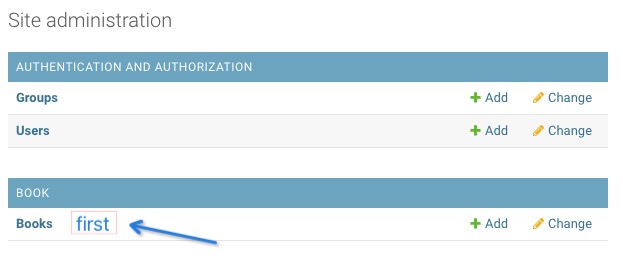 Site administration
AUTHENTICATION AND AUTHORIZATION
Groups Add Change
Users Add Change
BOOK
Books first Add Change